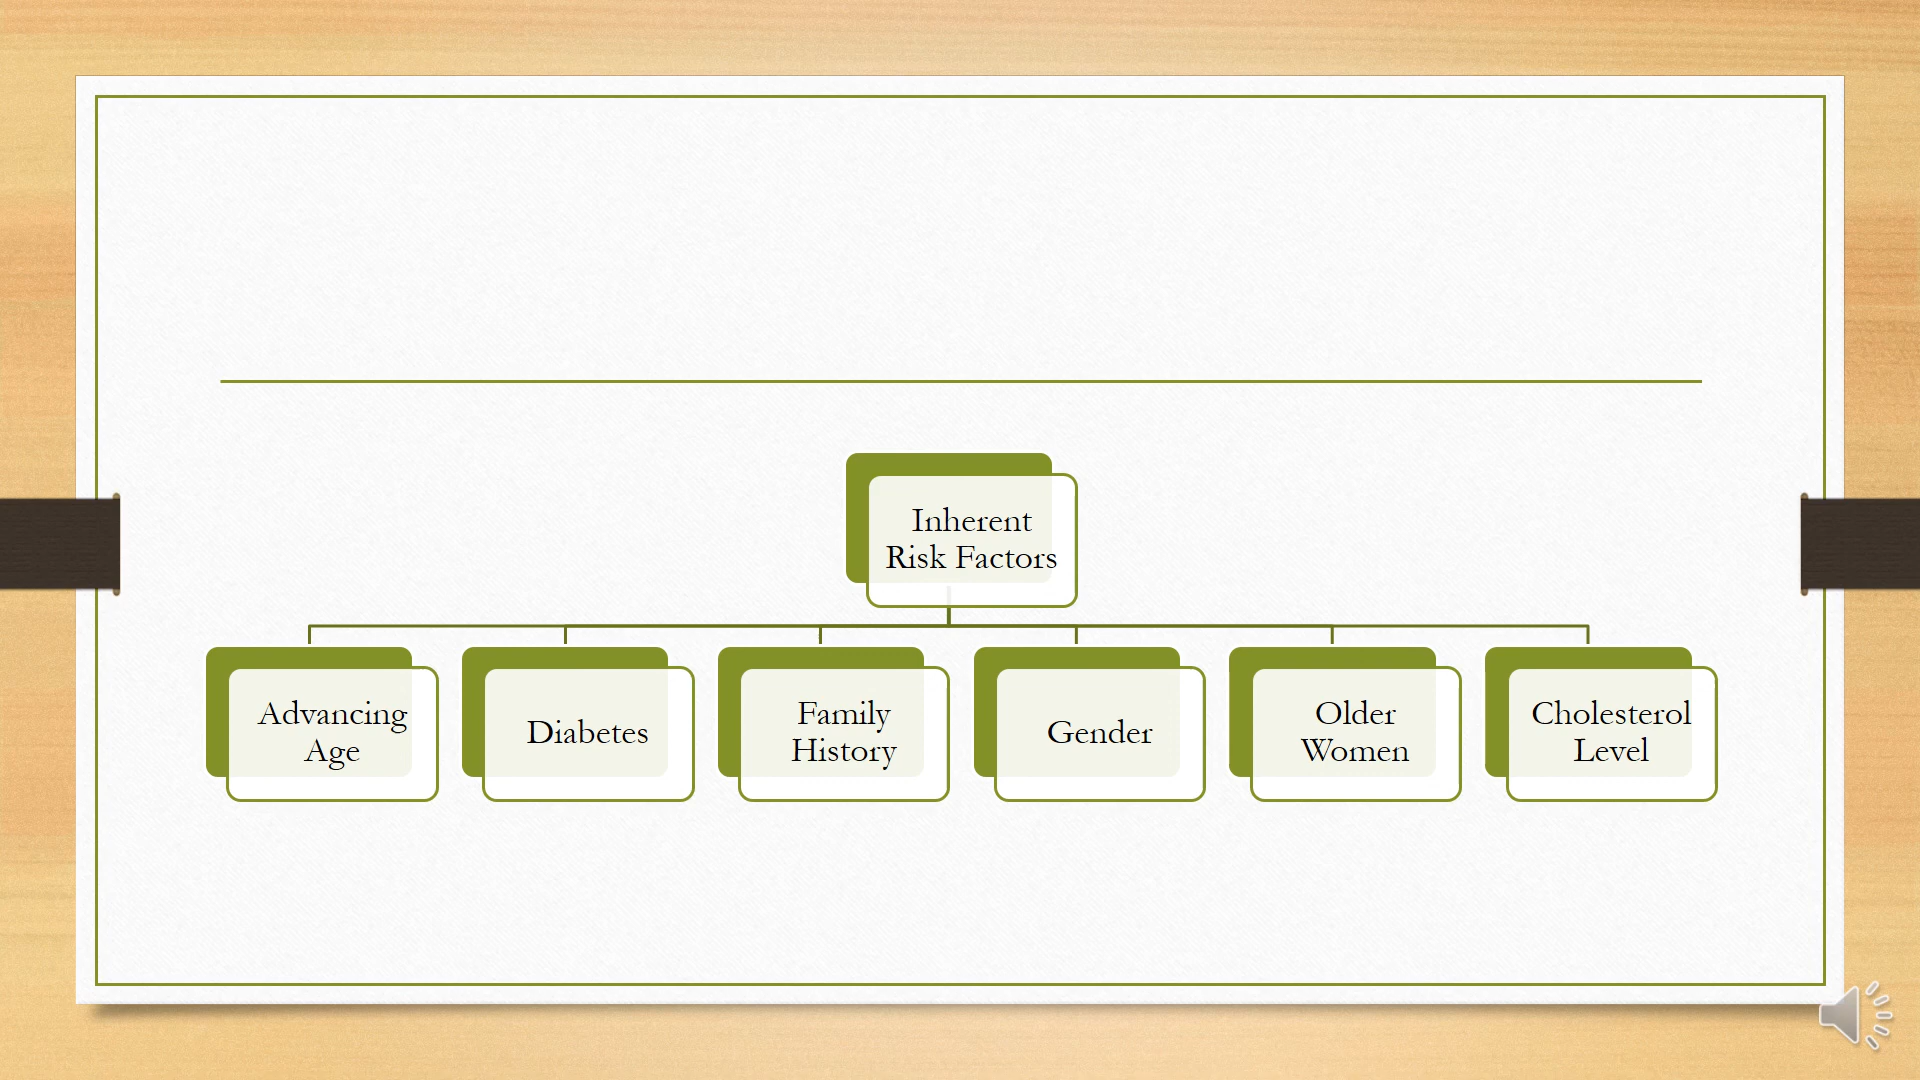 Inherent
Risk Factors
Advancing
Age
Diabetes
Family
History
Gender
Older
Women
Cholesterol
Level